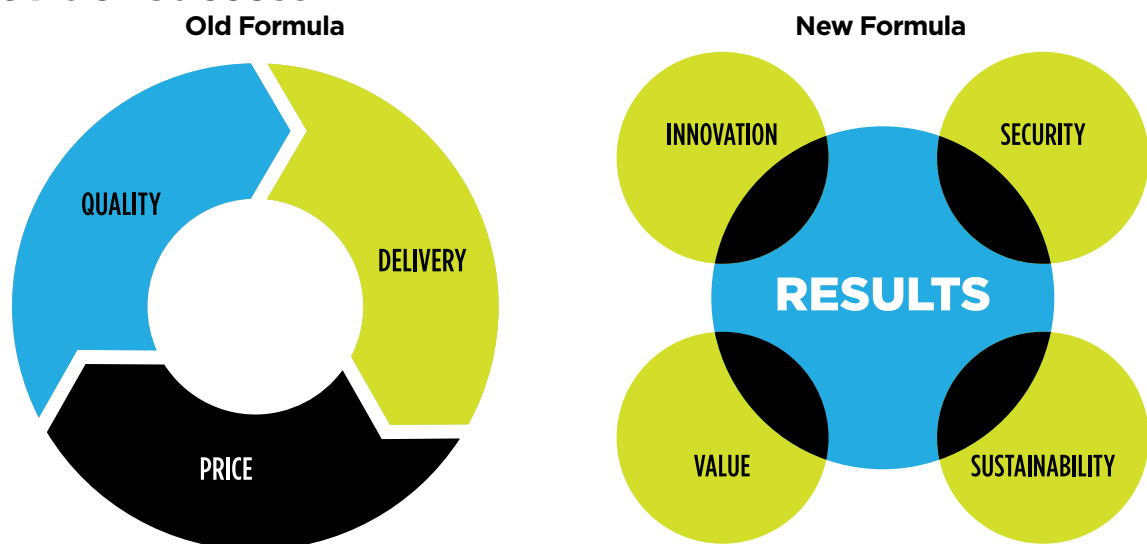 Old Formula
QUALITY
DELIVERY
PRICE
New Formula
INNOVATION
SECURITY
RESULTS
VALUE
SUSTAINABILITY